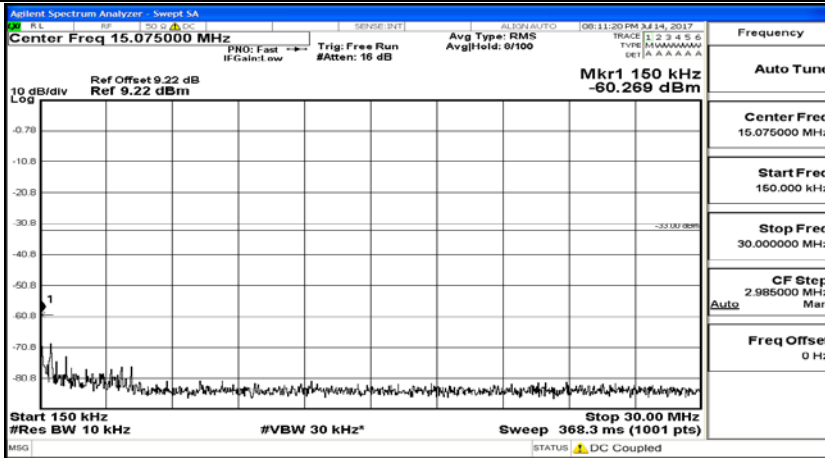 Agilent Spectrum Analyzer - Swept SA
RL RF 50 Ω DC SENSE:INT ALIGN AUTO 08:11:20 PM Jul 14, 2017
Center Freq 15.075000 MHz
PNO: Fast
IFGain:Low
Trig: Free Run
#Atten: 16 dB
Avg Type: RMS
Avg|Hold: 0/100
TRACE 1 2 3 4 5 6
TYPE M W W W W W
DET A A A A A A
Ref Offset 9.22 dB
Ref 9.22 dBm
10 dB/div
Log
Mkr1 150 kHz
-60.269 dBm
-0.78
-10.8
-20.8
-30.8
-33.00 dBm
-40.8
-50.8
1
-60.8
-70.8
-80.8
Start 150 kHz
Stop 30.00 MHz
#Res BW 10 kHz
#VBW 30 kHz*
Sweep 368.3 ms (1001 pts)
MSG
STATUS DC Coupled
Frequency
Auto Tune
Center Freq
15.075000 MHz
Start Freq
150.000 kHz
Stop Freq
30.000000 MHz
CF Step
2.985000 MHz
Auto Man
Freq Offset
0 Hz